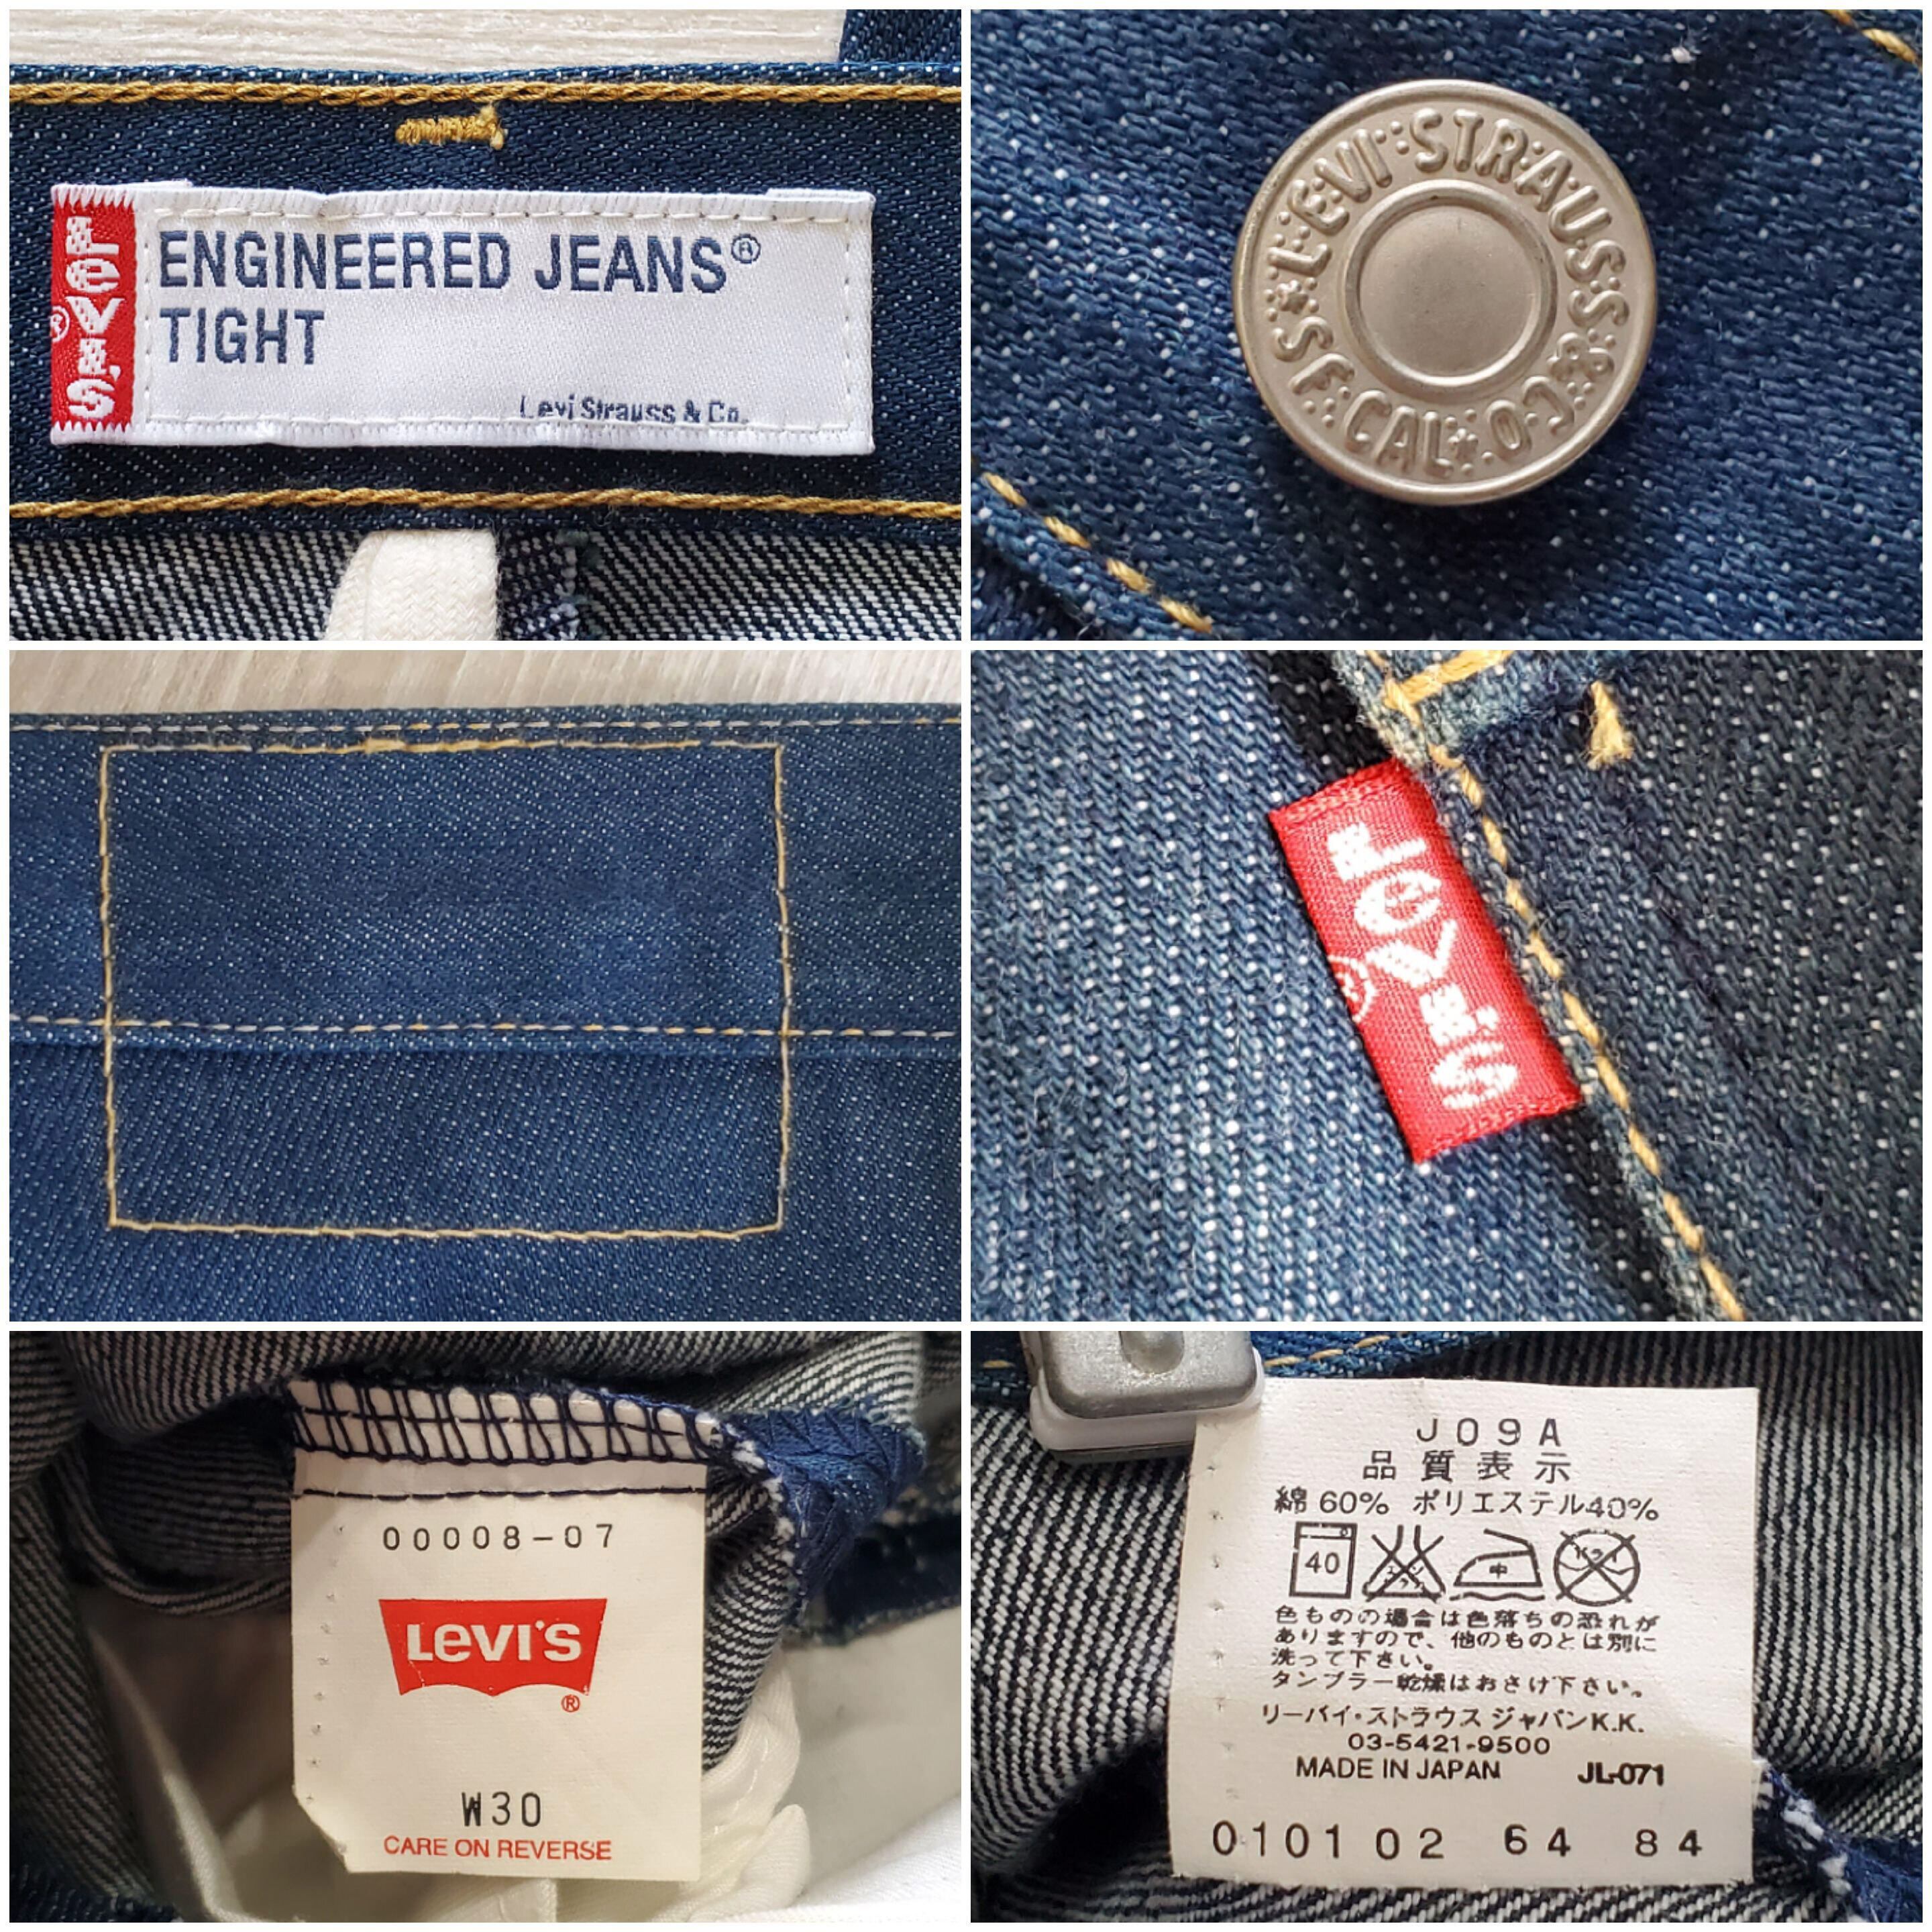 LEVI'S
®
ENGINEERED JEANS®
TIGHT
Levi Strauss & Co.
LEVI STRAUSS & CO. S.F. CAL
LEVI'S
®
00008-07
LEVI'S
®
W30
CARE ON REVERSE
J09A
品質表示
綿 60% ポリエステル40%
40
中
色ものの場合は色落ちの恐れが
ありますので、他のものとは別に
洗って下さい。
タンブラー乾燥はおさけ下さい。
リーバイ・ストラウス ジャパンK.K.
03-5421-9500
MADE IN JAPAN JL-071
010102 64 84